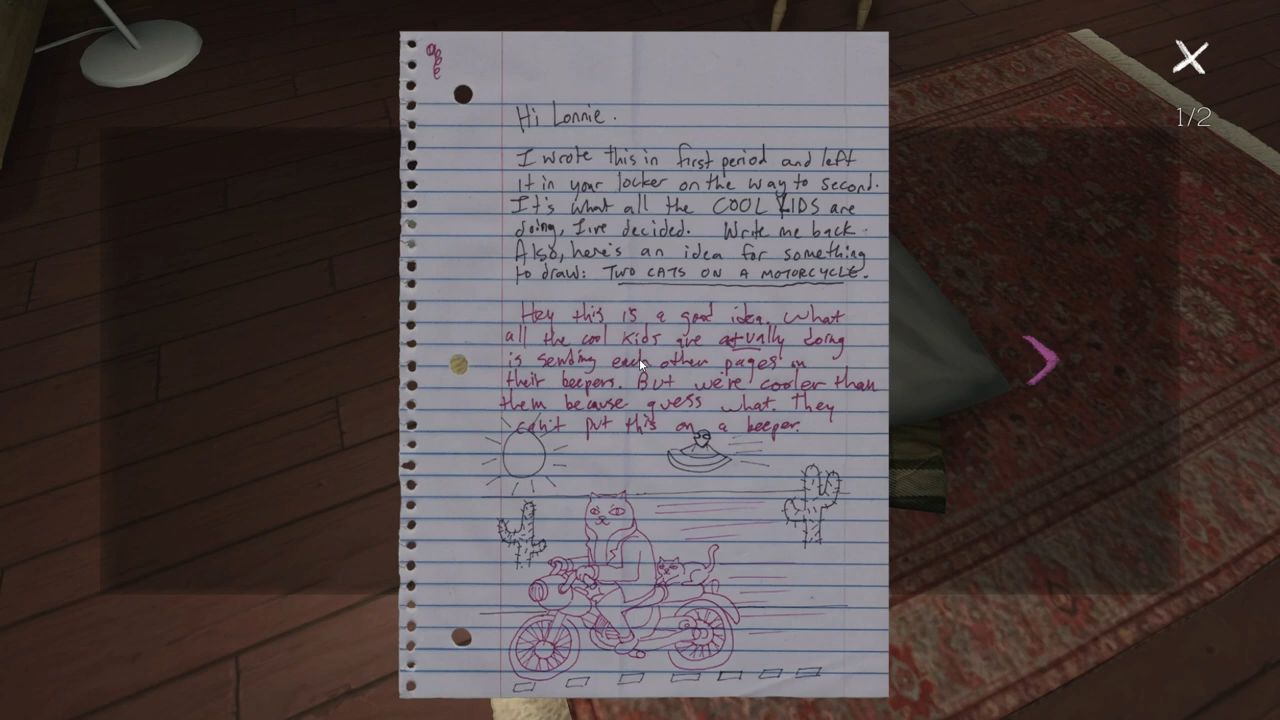 1/2
Hi Lonnie.
I wrote this in first period and left
it in your locker on the way to second.
It's what all the COOL KIDS are
doing, I've decided. Write me back.
Also, here's an idea for something
to draw: TWO CATS ON A MOTORCYCLE.
Hey this is a good idea. What
all the cool kids are actually doing
is sending each other pages on
their beepers. But we're cooler than
them because guess what. They
can't put this on a beeper.